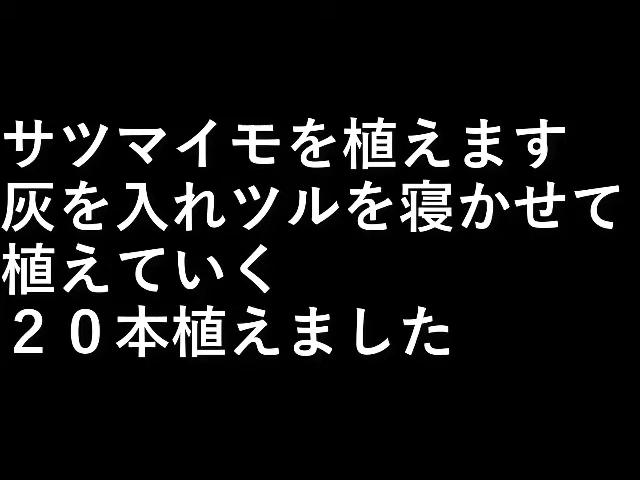 サツマイモを植えます
灰を入れツルを寝かせて
植えていく
２０本植えました